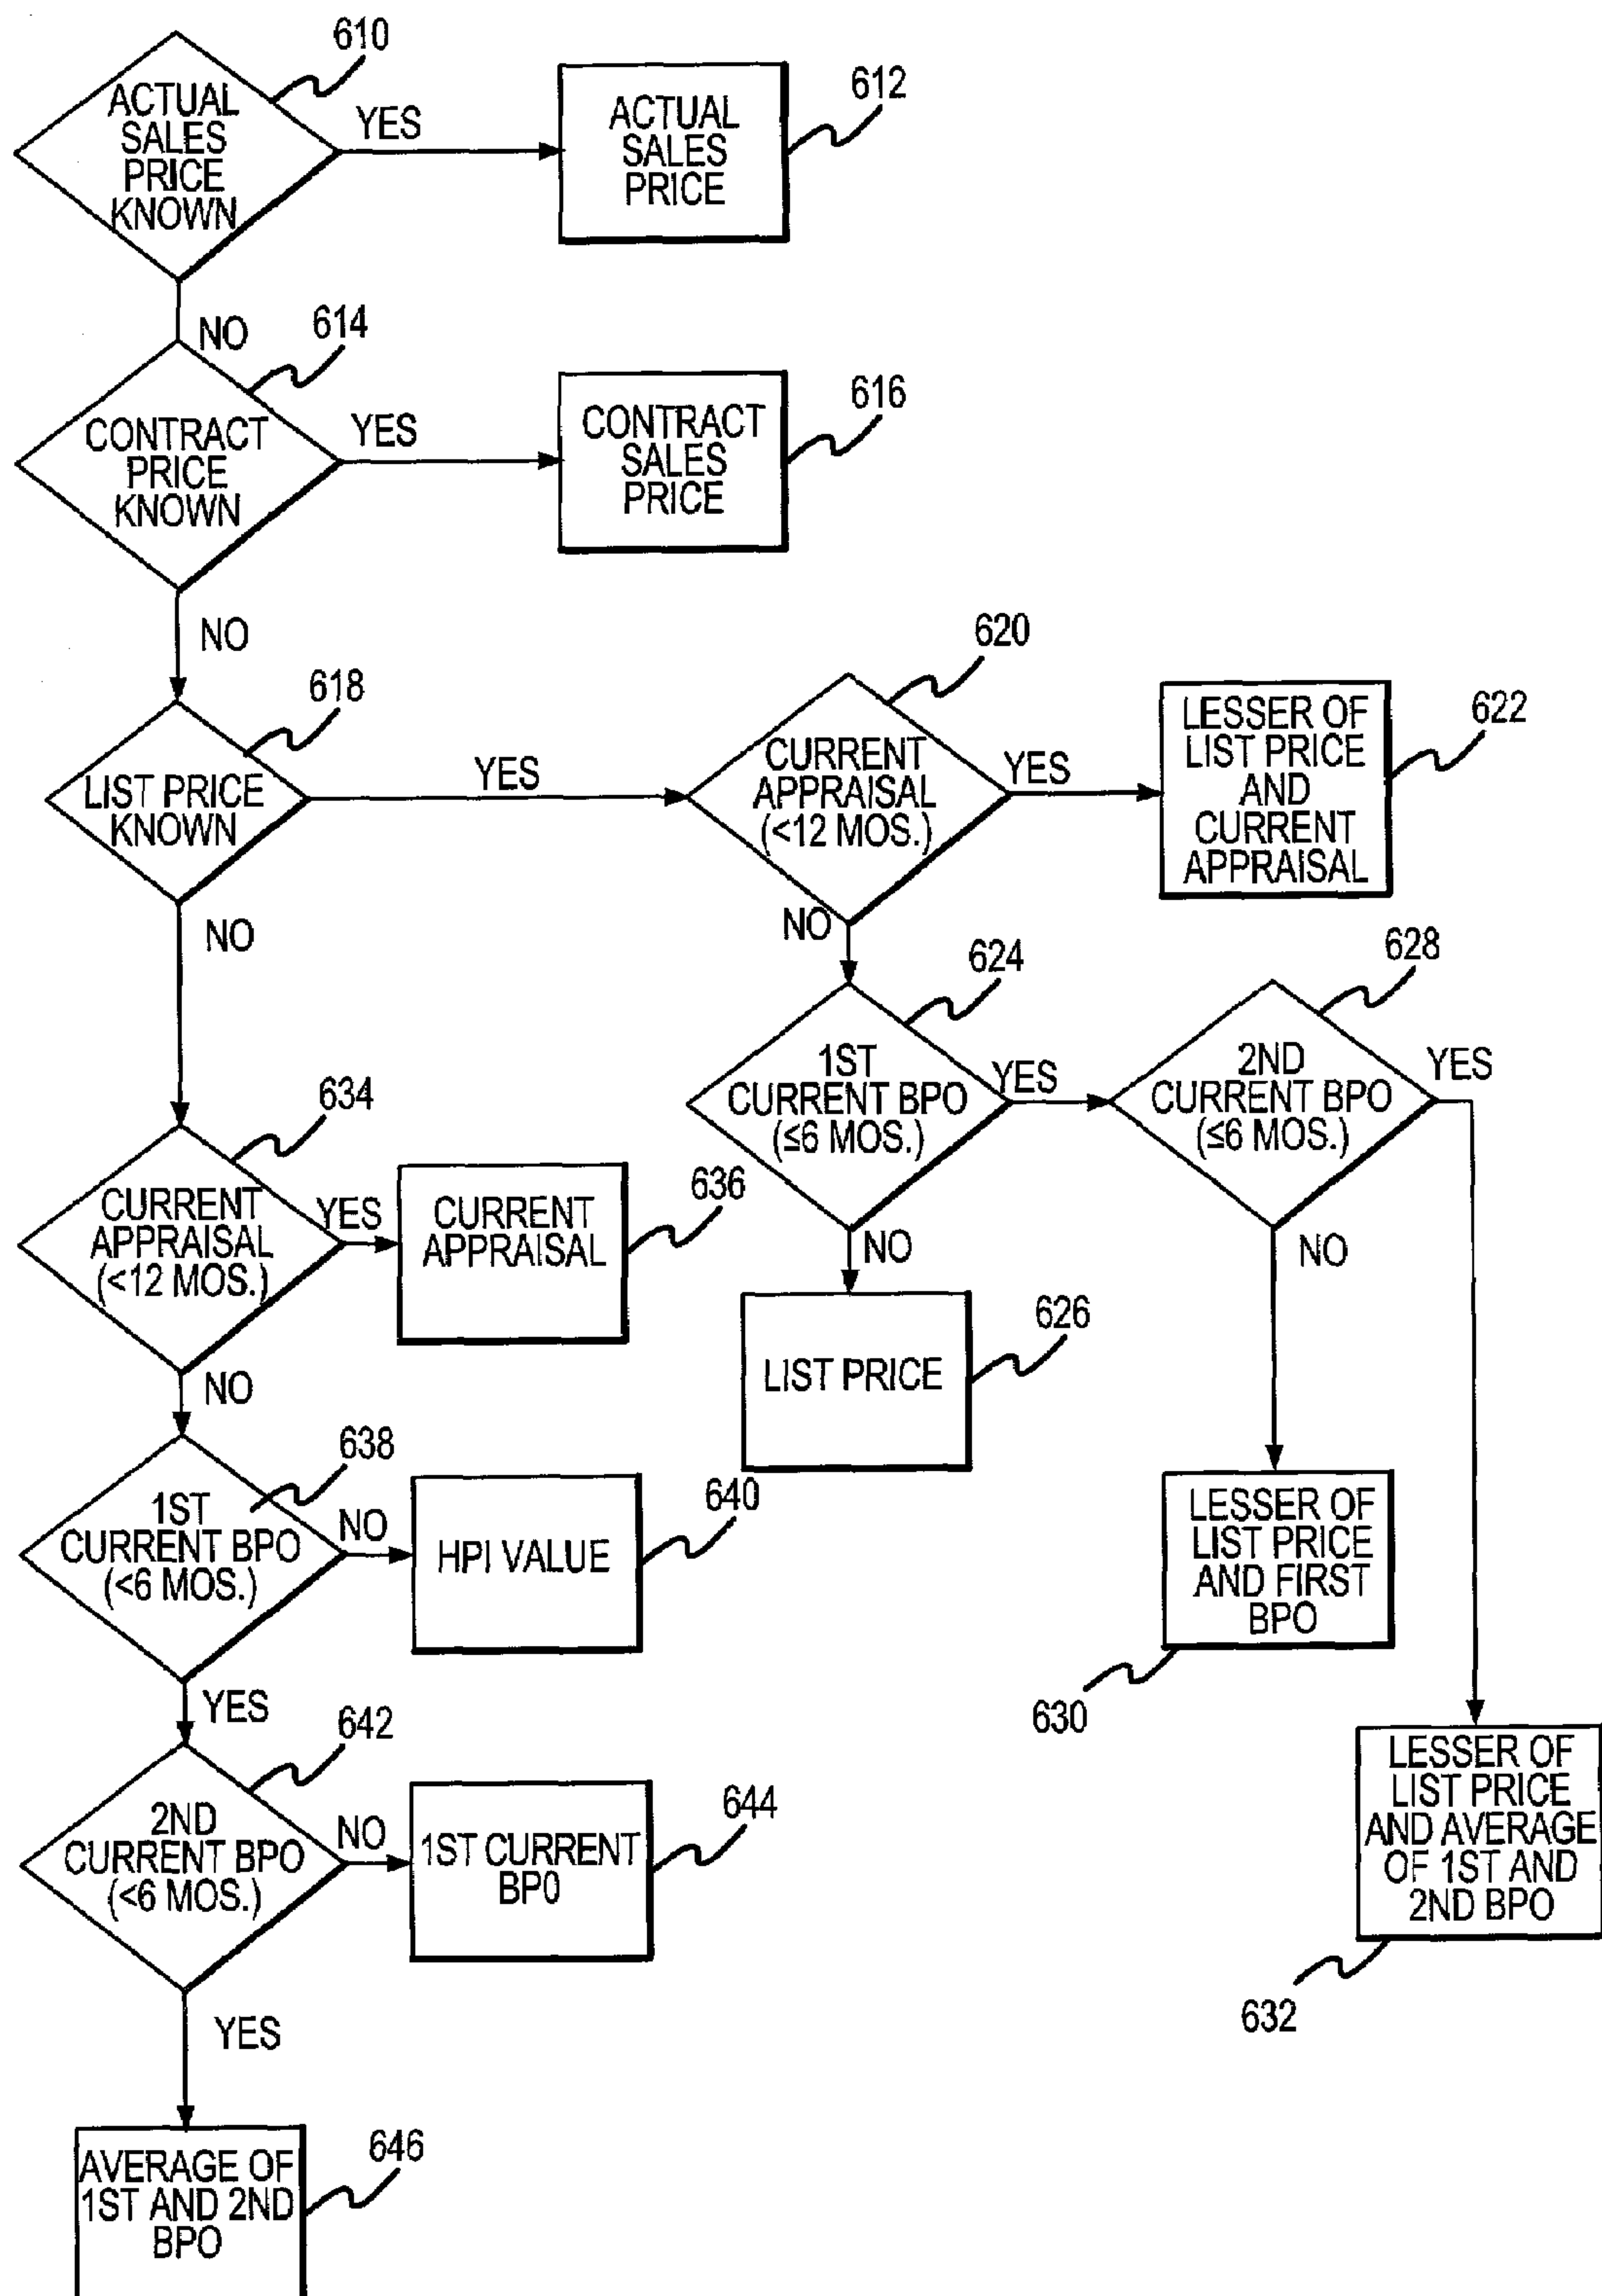 610
ACTUAL
SALES
PRICE
KNOWN
YES
ACTUAL
SALES
PRICE
612
NO
614
CONTRACT
PRICE
KNOWN
YES
CONTRACT
SALES
PRICE
616
NO
618
LIST PRICE
KNOWN
YES
620
CURRENT
APPRAISAL
(<12 MOS.)
YES
LESSER OF
LIST PRICE
AND
CURRENT
APPRAISAL
622
NO
NO
624
1ST
CURRENT BPO
(≤6 MOS.)
YES
628
2ND
CURRENT BPO
(≤6 MOS.)
YES
634
CURRENT
APPRAISAL
(<12 MOS.)
YES
CURRENT
APPRAISAL
636
NO
LIST PRICE
626
NO
NO
638
1ST
CURRENT BPO
(<6 MOS.)
NO
HPI VALUE
640
LESSER OF
LIST PRICE
AND FIRST
BPO
630
YES
642
2ND
CURRENT BPO
(<6 MOS.)
NO
1ST CURRENT
BPO
644
LESSER OF
LIST PRICE
AND AVERAGE
OF 1ST AND
2ND BPO
632
YES
AVERAGE OF
1ST AND 2ND
BPO
646